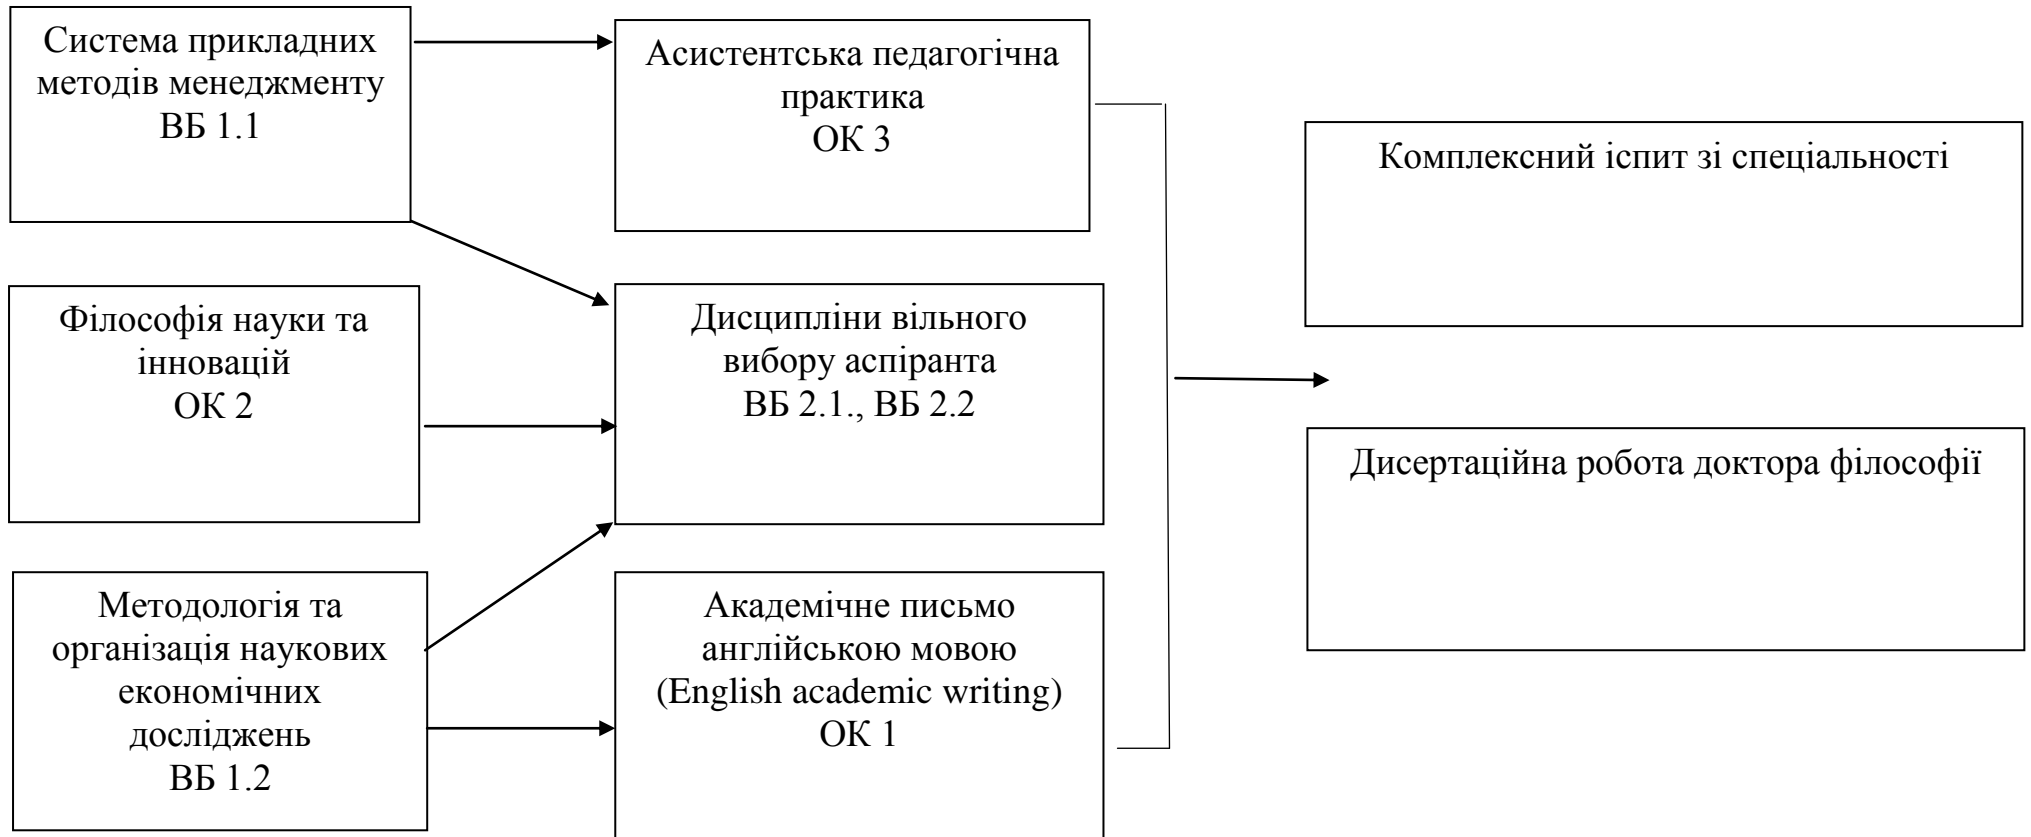 Система прикладних
методів менеджменту
ВБ 1.1
Філософія науки та
інновацій
ОК 2
Методологія та
організація наукових
економічних
досліджень
ВБ 1.2
Асистентська педагогічна
практика
ОК 3
Дисципліни вільного
вибору аспіранта
ВБ 2.1., ВБ 2.2
Академічне письмо
англійською мовою
(English academic writing)
ОК 1
Комплексний іспит зі спеціальності
Дисертаційна робота доктора філософії